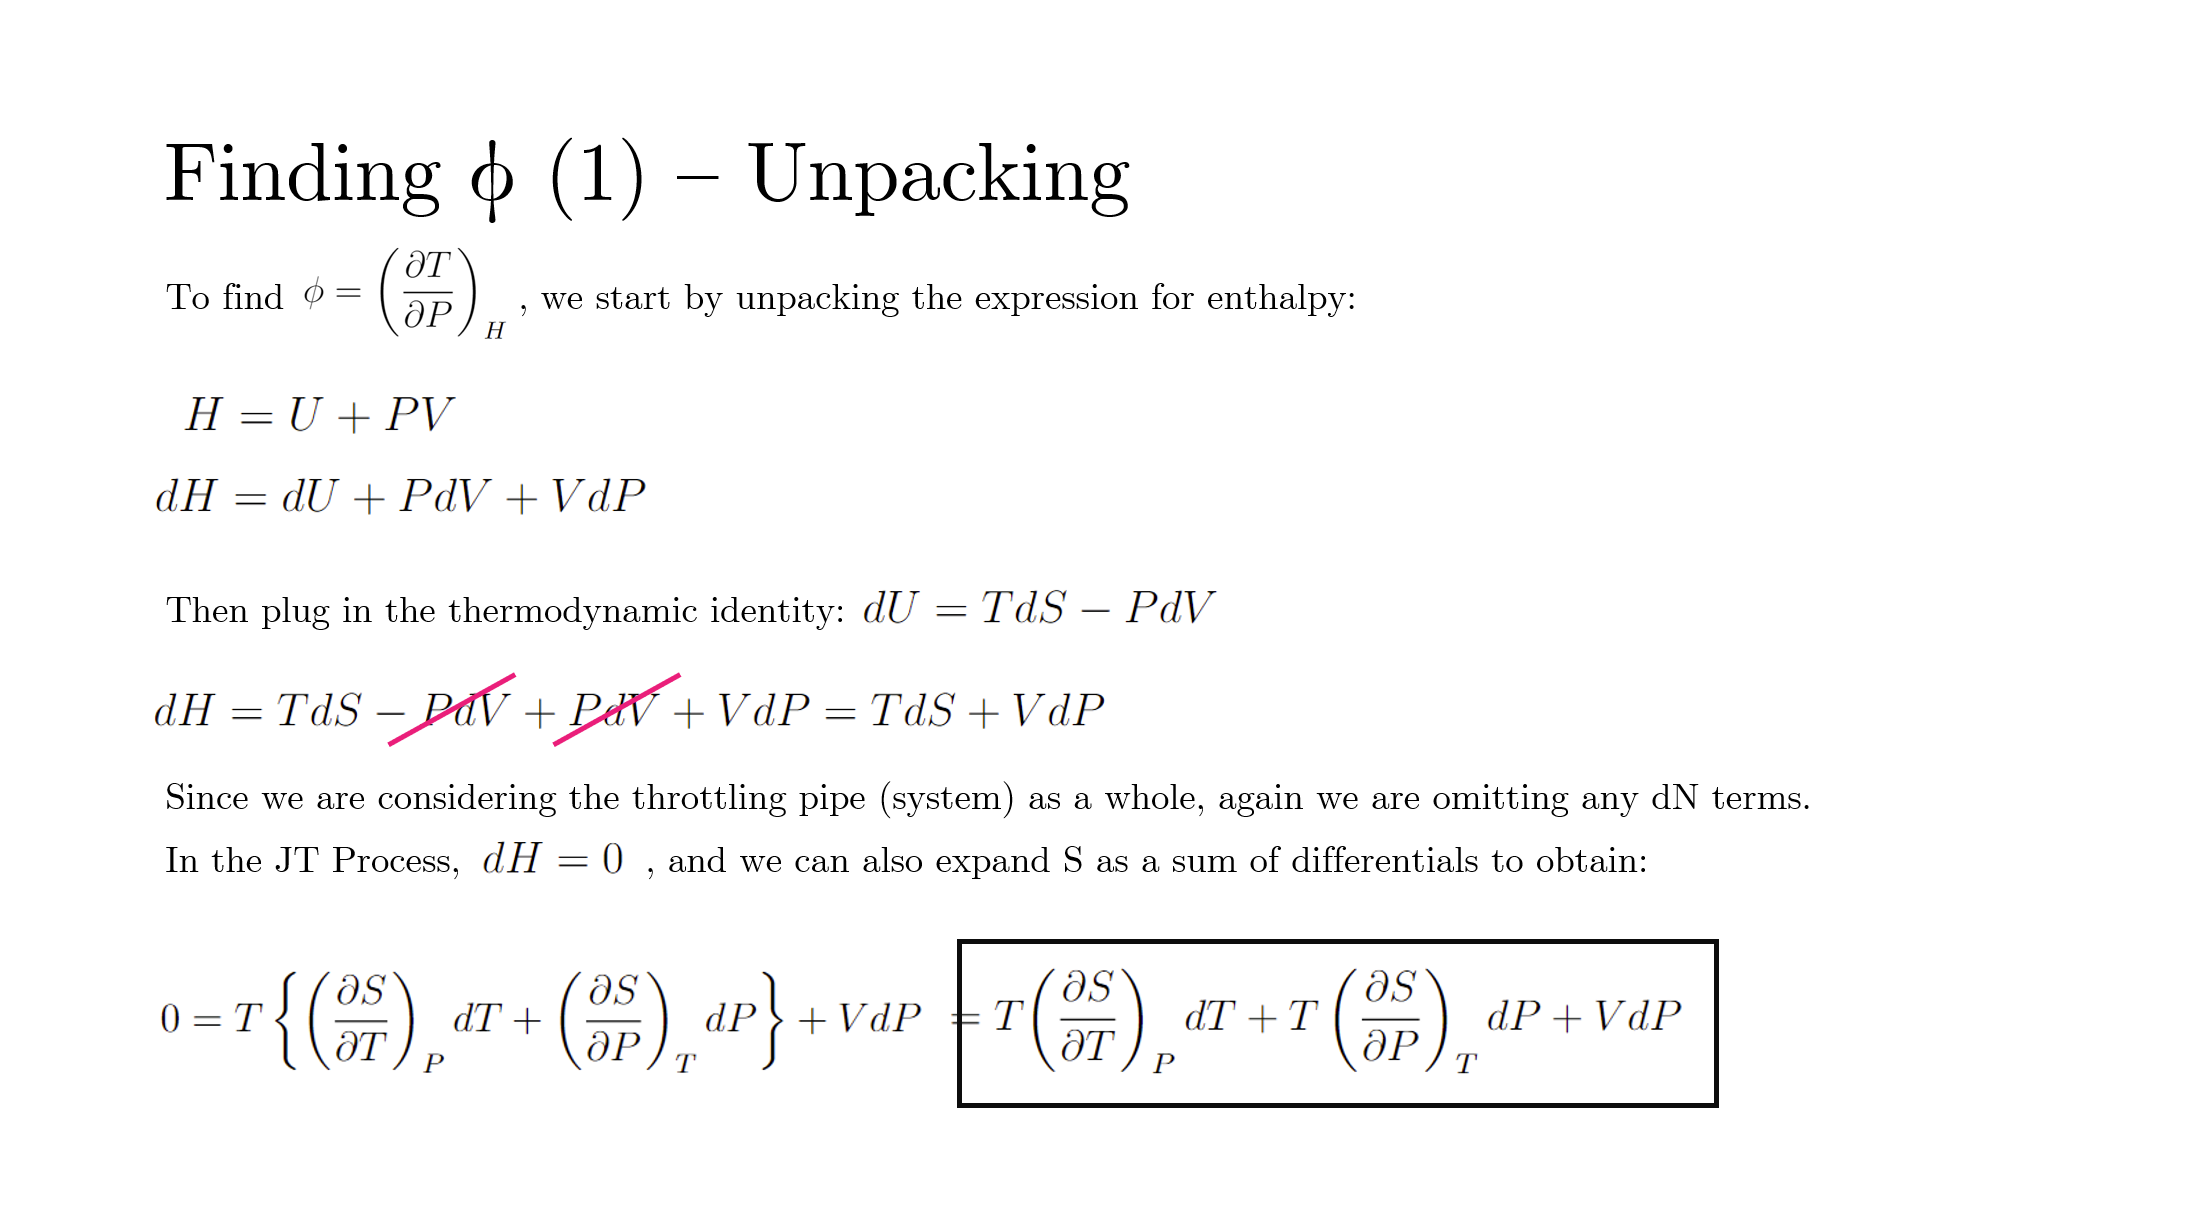 Finding ϕ (1) – Unpacking
To find $\phi = \left(\frac{\partial T}{\partial P}\right)_H$ , we start by unpacking the expression for enthalpy:
$H = U + PV$
$dH = dU + PdV + VdP$
Then plug in the thermodynamic identity: $dU = TdS - PdV$
$dH = TdS - PdV + PdV + VdP = TdS + VdP$
Since we are considering the throttling pipe (system) as a whole, again we are omitting any dN terms.
In the JT Process, $dH = 0$ , and we can also expand S as a sum of differentials to obtain:
$0 = T\left\{\left(\frac{\partial S}{\partial T}\right)_P dT + \left(\frac{\partial S}{\partial P}\right)_T dP\right\} + VdP = T\left(\frac{\partial S}{\partial T}\right)_P dT + T\left(\frac{\partial S}{\partial P}\right)_T dP + VdP$